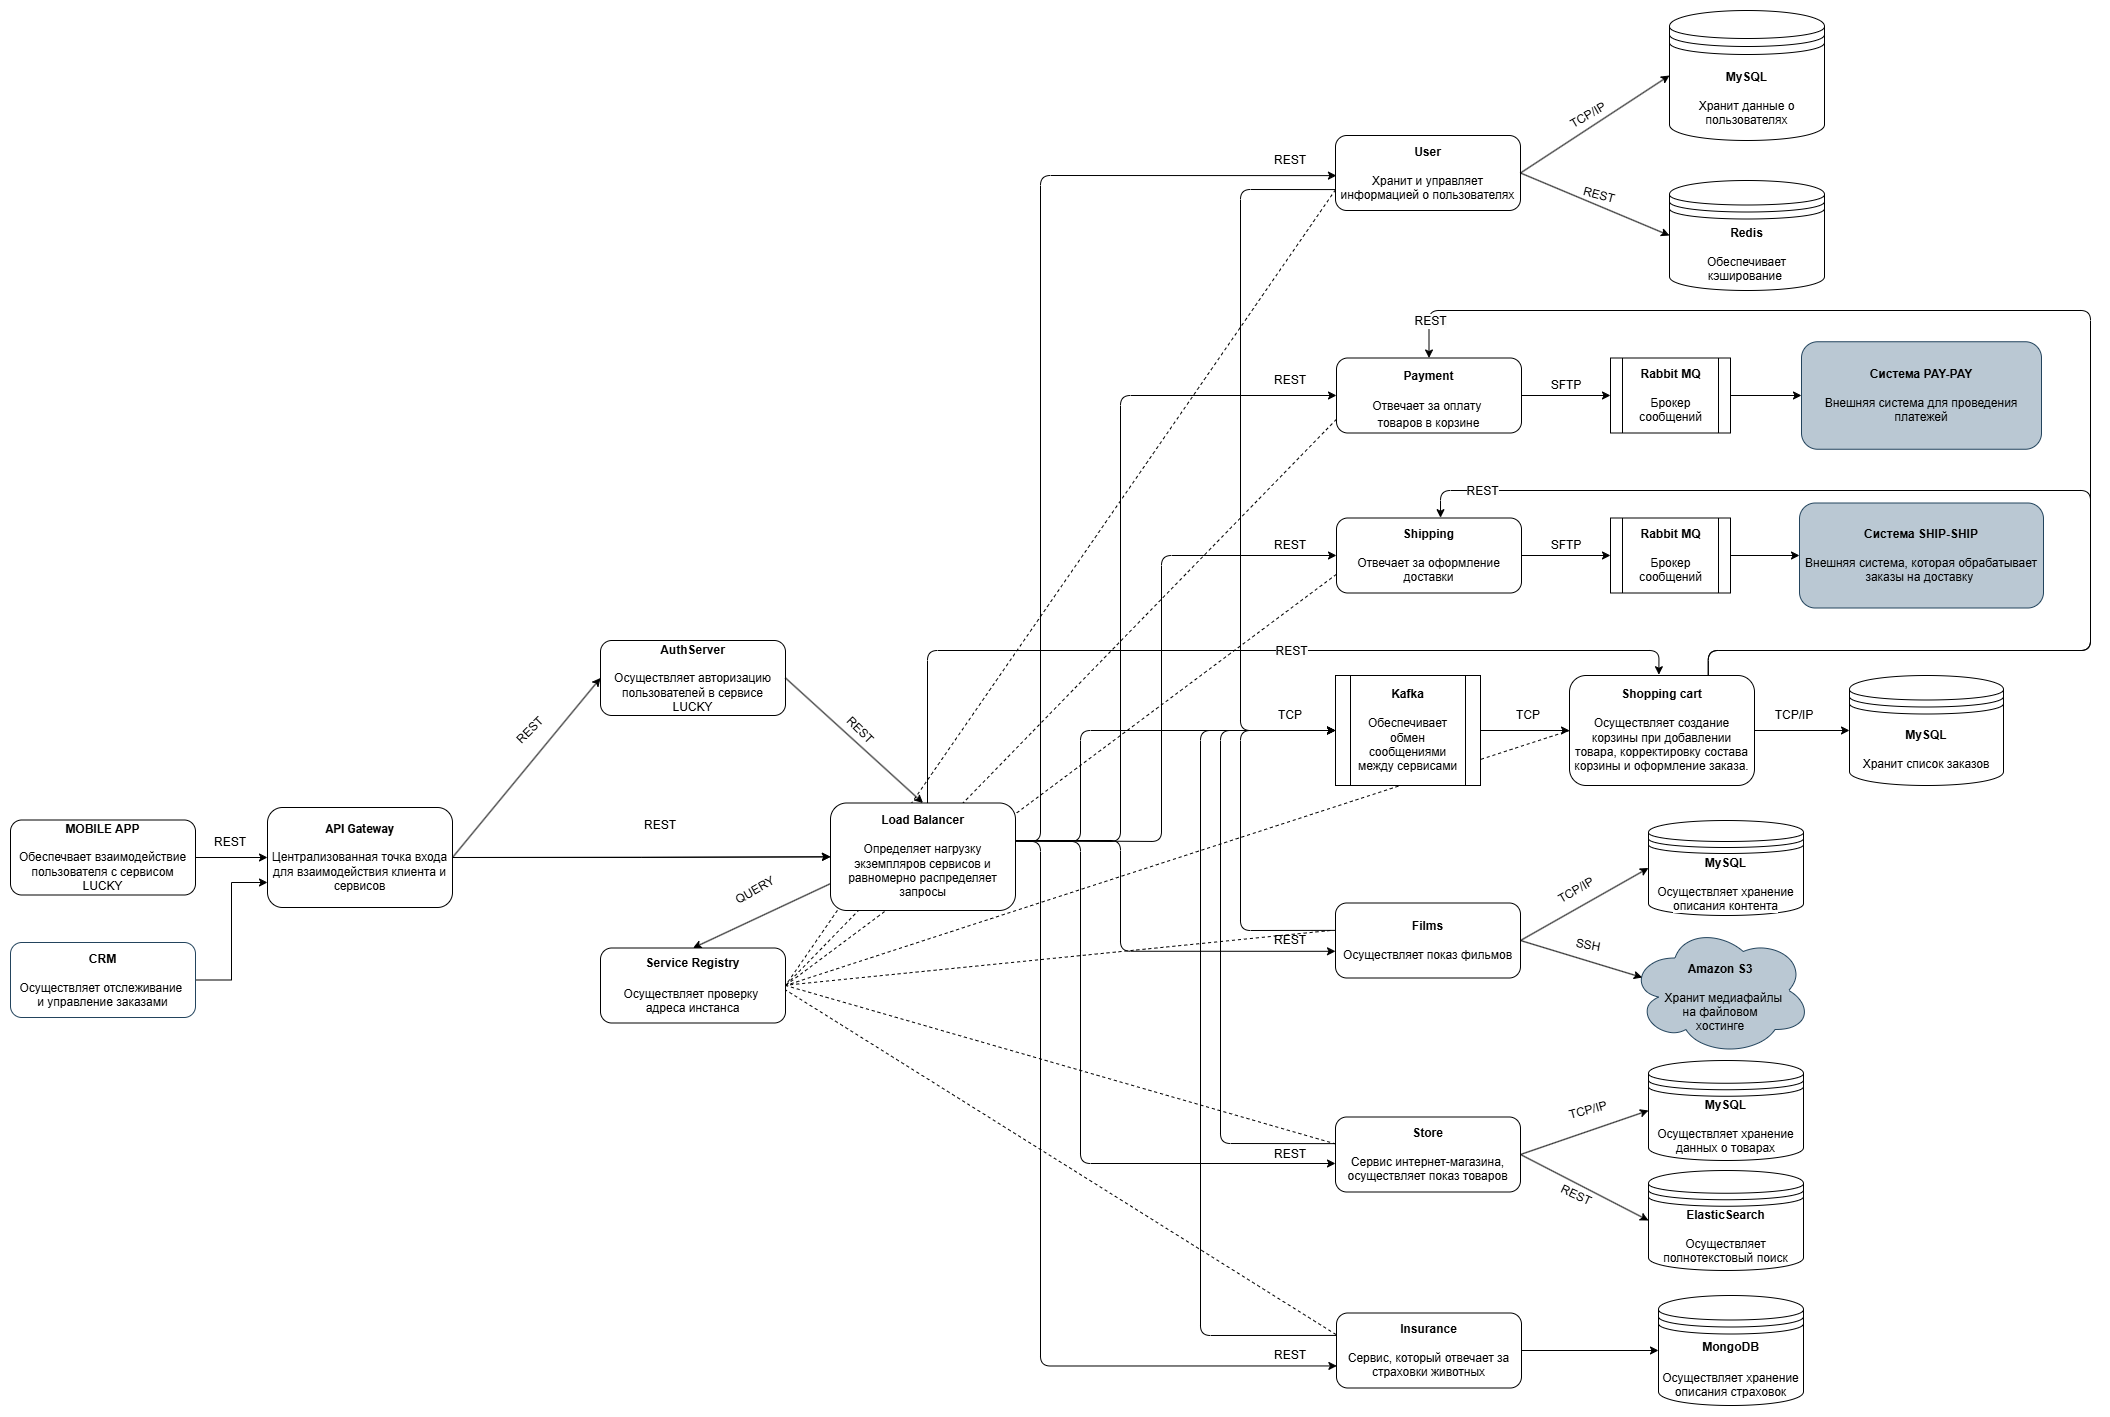 MySQL
Хранит данные о
пользователях
TCP/IP
User
Хранит и управляет
информацией о пользователях
REST
REST
Redis
Обеспечивает
кэширование
REST
Payment
Отвечает за оплату
товаров в корзине
REST
SFTP
Rabbit MQ
Брокер
сообщений
Система PAY-PAY
Внешняя система для проведения
платежей
REST
Shipping
Отвечает за оформление
доставки
REST
SFTP
Rabbit MQ
Брокер
сообщений
Система SHIP-SHIP
Внешняя система, которая обрабатывает
заказы на доставку
AuthServer
Осуществляет авторизацию
пользователей в сервисе
LUCKY
REST
REST
REST
TCP
Kafka
Обеспечивает
обмен
сообщениями
между сервисами
TCP
Shopping cart
Осуществляет создание
корзины при добавлении
товара, корректировку состава
корзины и оформление заказа.
TCP/IP
MySQL
Хранит список заказов
MOBILE APP
Обеспечвает взаимодействие
пользователя с сервисом
LUCKY
REST
API Gateway
Централизованная точка входа
для взаимодействия клиента и
сервисов
REST
Load Balancer
Определяет нагрузку
экземпляров сервисов и
равномерно распределяет
запросы
QUERY
CRM
Осуществляет отслеживание
и управление заказами
Service Registry
Осуществляет проверку
адреса инстанса
REST
Films
Осуществляет показ фильмов
TCP/IP
MySQL
Осуществляет хранение
описания контента
SSH
Amazon S3
Хранит медиафайлы
на файловом
хостинге
REST
Store
Сервис интернет-магазина,
осуществляет показ товаров
TCP/IP
MySQL
Осуществляет хранение
данных о товарах
REST
ElasticSearch
Осуществляет
полнотекстовый поиск
REST
Insurance
Сервис, который отвечает за
страховки животных
MongoDB
Осуществляет хранение
описания страховок